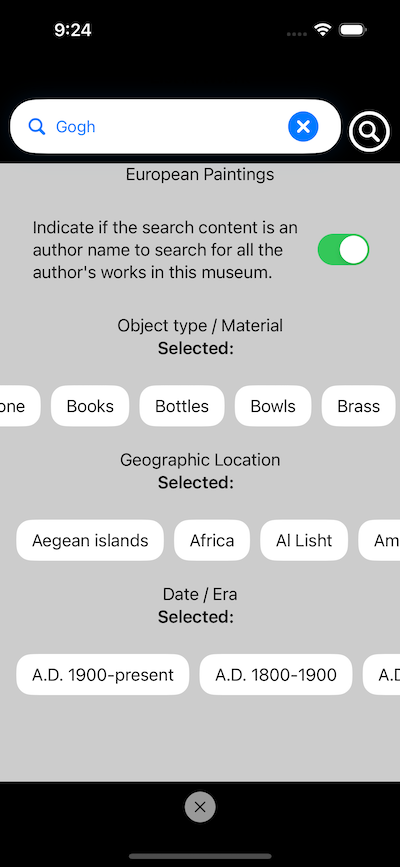 9:24
Gogh
European Paintings
Indicate if the search content is an
author name to search for all the
author's works in this museum.
Object type / Material
Selected:
one Books Bottles Bowls Brass
Geographic Location
Selected:
Aegean islands Africa Al Lisht Am
Date / Era
Selected:
A.D. 1900-present A.D. 1800-1900 A.D